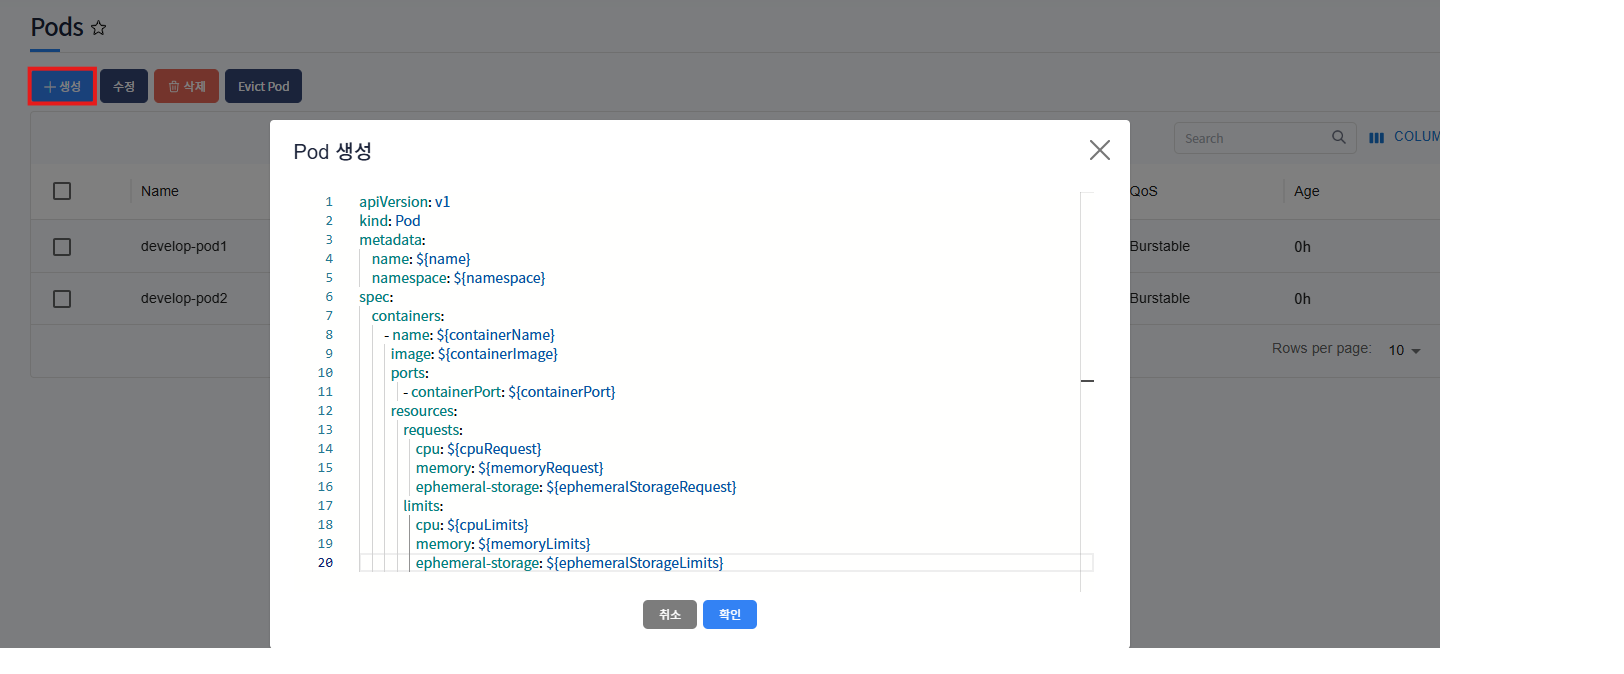 Pods
생성 수정 삭제 Evict Pod
Search COLUM
Name QoS Age
develop-pod1 Burstable 0h
develop-pod2 Burstable 0h
Rows per page: 10
Pod 생성
1 apiVersion: v1
2 kind: Pod
3 metadata:
4 name: ${name}
5 namespace: ${namespace}
6 spec:
7 containers:
8 - name: ${containerName}
9 image: ${containerImage}
10 ports:
11 - containerPort: ${containerPort}
12 resources:
13 requests:
14 cpu: ${cpuRequest}
15 memory: ${memoryRequest}
16 ephemeral-storage: ${ephemeralStorageRequest}
17 limits:
18 cpu: ${cpuLimits}
19 memory: ${memoryLimits}
20 ephemeral-storage: ${ephemeralStorageLimits}
취소 확인